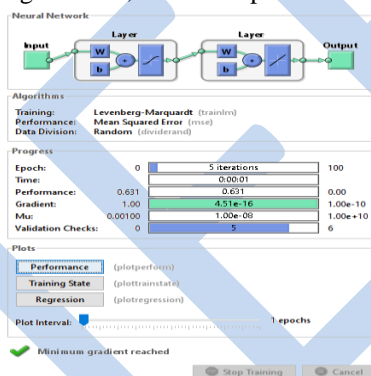 Neural Network
Layer Layer
Input W b + W b + Output
Algorithms
Training: Levenberg-Marquardt (trainlm)
Performance: Mean Squared Error (mse)
Data Division: Random (dividerand)
Progress
Epoch: 0 5 iterations 100
Time: 0:00:01
Performance: 0.631 0.631 0.00
Gradient: 1.00 4.51e-16 1.00e-10
Mu: 0.00100 1.00e-08 1.00e+10
Validation Checks: 0 5 6
Plots
Performance (plotperform)
Training State (plottrainstate)
Regression (plotregression)
Plot Interval: 1 epochs
Minimum gradient reached
Stop Training Cancel